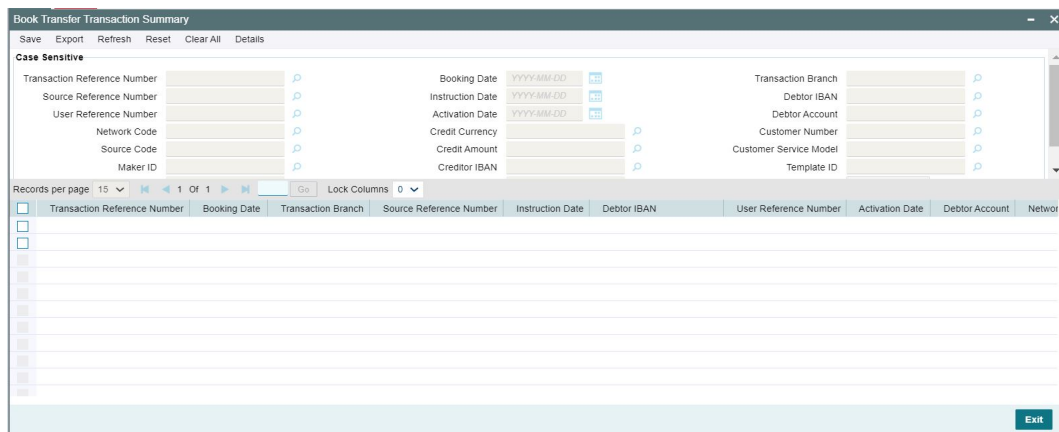 Book Transfer Transaction Summary
Save Export Refresh Reset Clear All Details
Case Sensitive
Transaction Reference Number Booking Date YYYY-MM-DD Transaction Branch
Source Reference Number Instruction Date YYYY-MM-DD Debtor IBAN
User Reference Number Activation Date YYYY-MM-DD Debtor Account
Network Code Credit Currency Customer Number
Source Code Credit Amount Customer Service Model
Maker ID Creditor IBAN Template ID
Records per page 15 1 Of 1 Go Lock Columns 0
Transaction Reference Number Booking Date Transaction Branch Source Reference Number Instruction Date Debtor IBAN User Reference Number Activation Date Debtor Account Networ
Exit